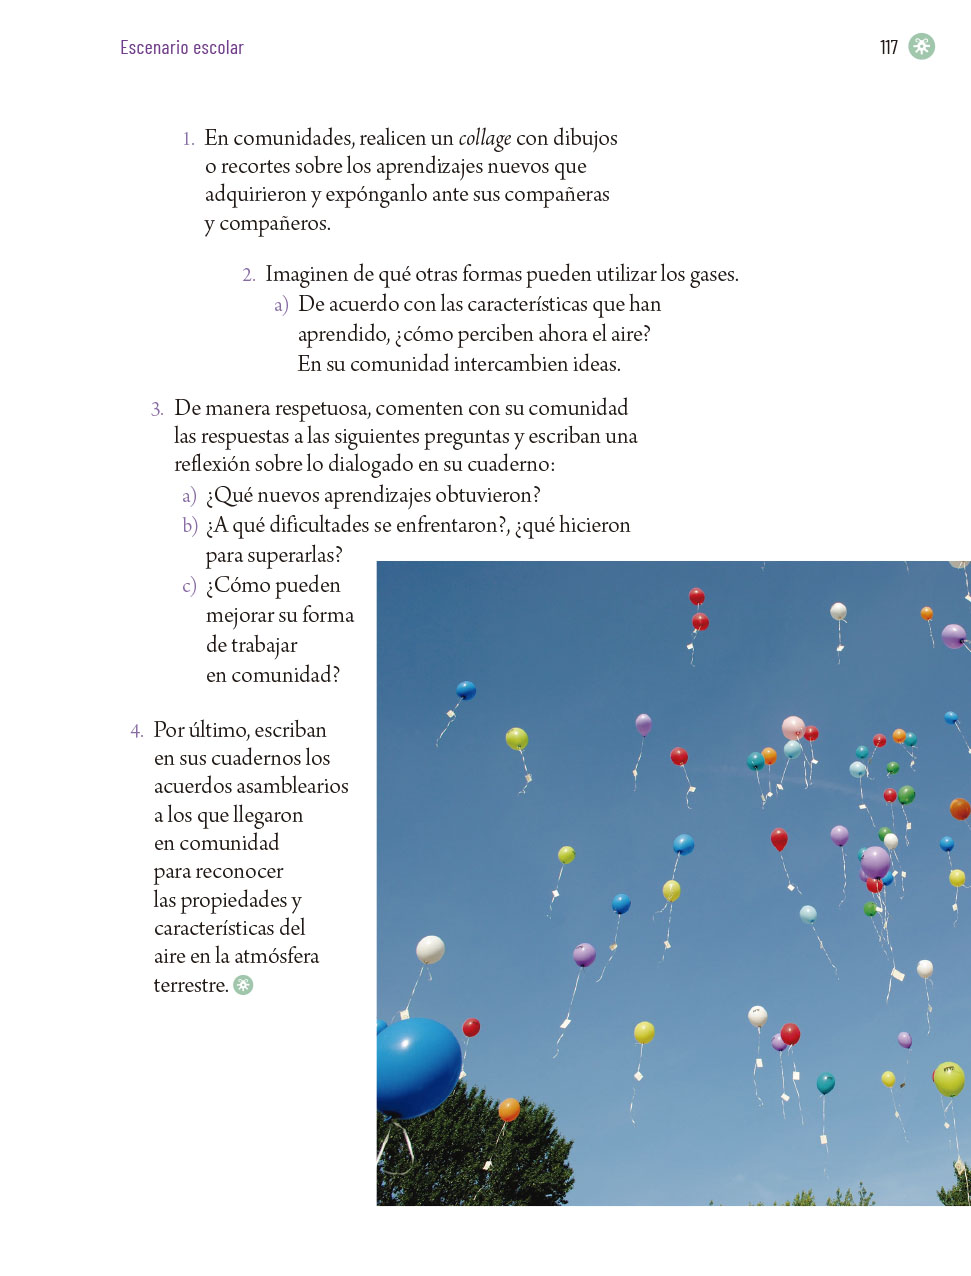 Escenario escolar
117
1. En comunidades, realicen un collage con dibujos
o recortes sobre los aprendizajes nuevos que
adquirieron y expónganlo ante sus compañeras
y compañeros.
2. Imaginen de qué otras formas pueden utilizar los gases.
a) De acuerdo con las características que han
aprendido, ¿cómo perciben ahora el aire?
En su comunidad intercambien ideas.
3. De manera respetuosa, comenten con su comunidad
las respuestas a las siguientes preguntas y escriban una
reflexión sobre lo dialogado en su cuaderno:
a) ¿Qué nuevos aprendizajes obtuvieron?
b) ¿A qué dificultades se enfrentaron?, ¿qué hicieron
para superarlas?
c) ¿Cómo pueden
mejorar su forma
de trabajar
en comunidad?
4. Por último, escriban
en sus cuadernos los
acuerdos asamblearios
a los que llegaron
en comunidad
para reconocer
las propiedades y
características del
aire en la atmósfera
terrestre.